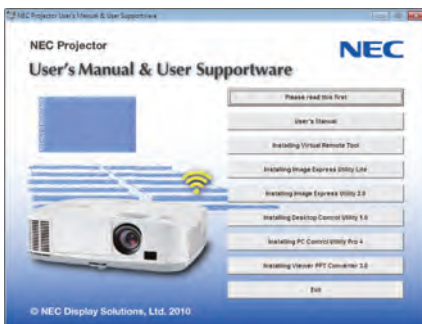 NEC Projector User's Manual & User Supportware
NEC Projector
NEC
User's Manual & User Supportware
Please read this first
User's Manual
Installing Virtual Remote Tool
Installing Image Express Utility Lite
Installing Image Express Utility 2.0
Installing Desktop Control Utility 1.0
Installing PC Control Utility Pro 4
Installing Viewer PPT Converter 3.0
Exit
© NEC Display Solutions, Ltd. 2010